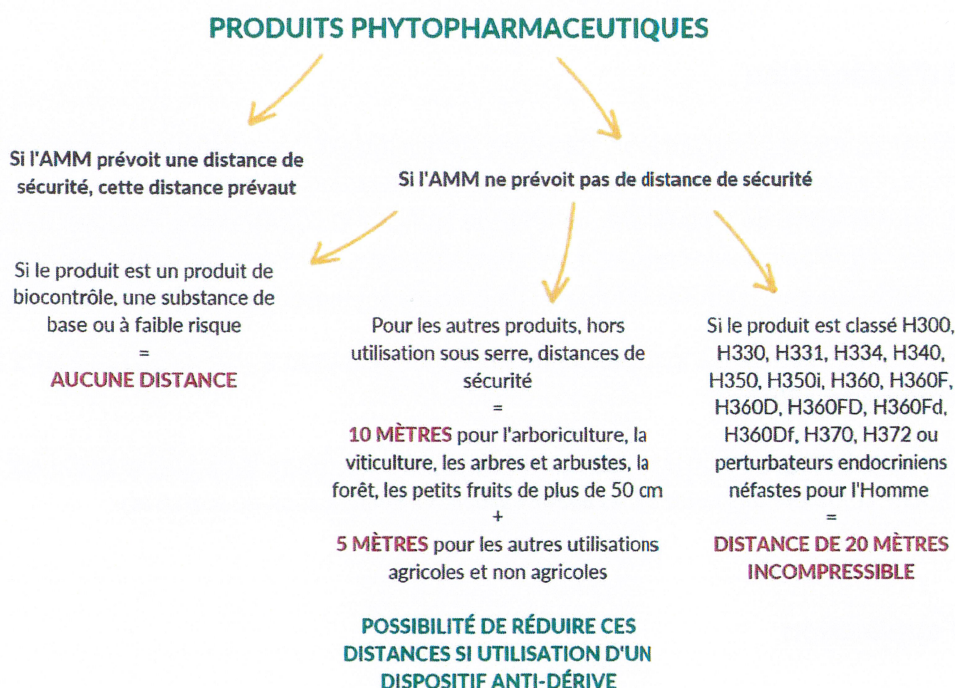 PRODUITS PHYTOPHARMACEUTIQUES
Si l'AMM prévoit une distance de
sécurité, cette distance prévaut
Si l'AMM ne prévoit pas de distance de sécurité
Si le produit est un produit de
biocontrôle, une substance de
base ou à faible risque
=
AUCUNE DISTANCE
Pour les autres produits, hors
utilisation sous serre, distances de
sécurité
=
10 MÈTRES pour l'arboriculture, la
viticulture, les arbres et arbustes, la
forêt, les petits fruits de plus de 50 cm
+
5 MÈTRES pour les autres utilisations
agricoles et non agricoles
POSSIBILITÉ DE RÉDUIRE CES
DISTANCES SI UTILISATION D'UN
DISPOSITIF ANTI-DÉRIVE
Si le produit est classé H300,
H330, H331, H334, H340,
H350, H350i, H360, H360F,
H360D, H360FD, H360Fd,
H360Df, H370, H372 ou
perturbateurs endocriniens
néfastes pour l'Homme
=
DISTANCE DE 20 MÈTRES
INCOMPRESSIBLE